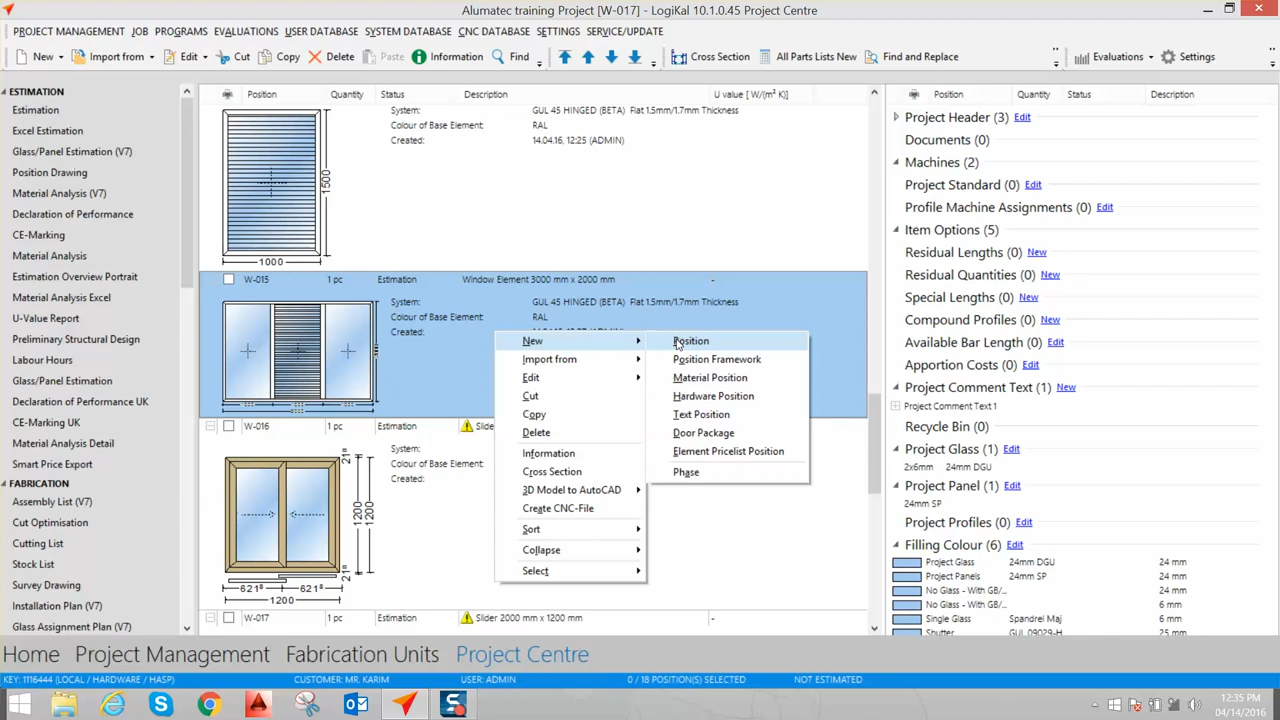 Alumatec training Project [W-017] - LogiKal 10.1.0.45 Project Centre
PROJECT MANAGEMENT JOB PROGRAMS EVALUATIONS USER DATABASE SYSTEM DATABASE CNC DATABASE SETTINGS SERVICE/UPDATE
New Import from Edit Cut Copy Delete Paste Information Find Cross Section All Parts Lists New Find and Replace Evaluations Settings
ESTIMATION
Estimation
Excel Estimation
Glass/Panel Estimation (V7)
Position Drawing
Material Analysis (V7)
Declaration of Performance
CE-Marking
Material Analysis
Estimation Overview Portrait
Material Analysis Excel
U-Value Report
Preliminary Structural Design
Labour Hours
Glass/Panel Estimation
Declaration of Performance UK
CE-Marking UK
Material Analysis Detail
Smart Price Export
FABRICATION
Assembly List (V7)
Cut Optimisation
Cutting List
Stock List
Survey Drawing
Installation Plan (V7)
Glass Assignment Plan (V7)
Position Quantity Status Description U value [ W/(m² K)]
System: GUL 45 HINGED (BETA) Flat 1.5mm/1.7mm Thickness
Colour of Base Element: RAL
Created: 14.04.16, 12:25 (ADMIN)
1500
1000
W-015 1 pc Estimation Window Element 3000 mm x 2000 mm -
System: GUL 45 HINGED (BETA) Flat 1.5mm/1.7mm Thickness
Colour of Base Element: RAL
Created:
W-016 1 pc Estimation Slider
System:
Colour of Base Element:
Created:
21⁸
1200 1200
21⁸
621⁸ 621⁸
1200
W-017 1 pc Estimation Slider 2000 mm x 1200 mm -
New
Import from
Edit
Cut
Copy
Delete
Information
Cross Section
3D Model to AutoCAD
Create CNC-File
Sort
Collapse
Select
Position
Position Framework
Material Position
Hardware Position
Text Position
Door Package
Element Pricelist Position
Phase
Position Quantity Status Description
Project Header (3) Edit
Documents (0)
Machines (2)
Project Standard (0) Edit
Profile Machine Assignments (0) Edit
Item Options (5)
Residual Lengths (0) New
Residual Quantities (0) New
Special Lengths (0) New
Compound Profiles (0) New
Available Bar Length (0) Edit
Apportion Costs (0) Edit
Project Comment Text (1) New
Project Comment Text 1
Recycle Bin (0)
Project Glass (1) Edit
2x6mm 24mm DGU
Project Panel (1) Edit
24mm SP
Project Profiles (0) Edit
Filling Colour (6) Edit
Project Glass 24mm DGU 24 mm
Project Panels 24mm SP 24 mm
No Glass - With GB/... 24 mm
No Glass - With GB/... 6 mm
Single Glass Spandrel Maj 6 mm
Shutter GUL 09029-H 25 mm
Home Project Management Fabrication Units Project Centre
KEY: 1116444 (LOCAL / HARDWARE / HASP) CUSTOMER: MR. KARIM USER: ADMIN 0 / 18 POSITION(S) SELECTED NOT ESTIMATED
12:35 PM
04/14/2016